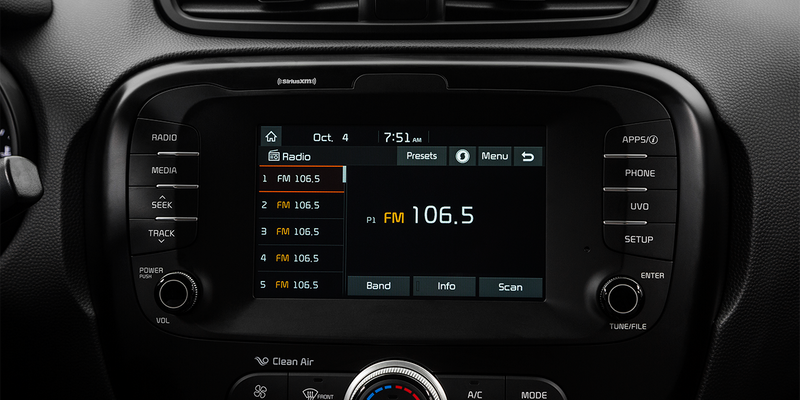 ((SiriusXM))
Oct. 4 7:51 AM
Radio Presets Menu
1 FM 106.5
2 FM 106.5
3 FM 106.5
4 FM 106.5
5 FM 106.5
P1 FM 106.5
Band Info Scan
RADIO
MEDIA
SEEK
TRACK
POWER
PUSH
VOL
APPS/i
PHONE
UVO
SETUP
ENTER
TUNE/FILE
Clean Air
FRONT
A/C
MODE